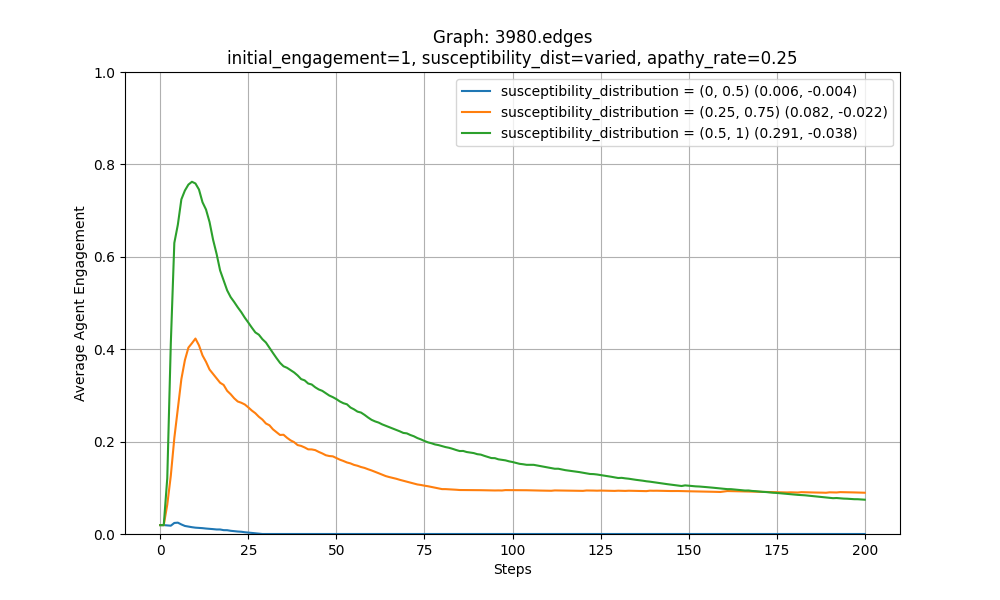 Graph: 3980.edges
initial_engagement=1, susceptibility_dist=varied, apathy_rate=0.25
susceptibility_distribution = (0, 0.5) (0.006, -0.004)
susceptibility_distribution = (0.25, 0.75) (0.082, -0.022)
susceptibility_distribution = (0.5, 1) (0.291, -0.038)
Average Agent Engagement
1.0
0.8
0.6
0.4
0.2
0.0
0 25 50 75 100 125 150 175 200
Steps